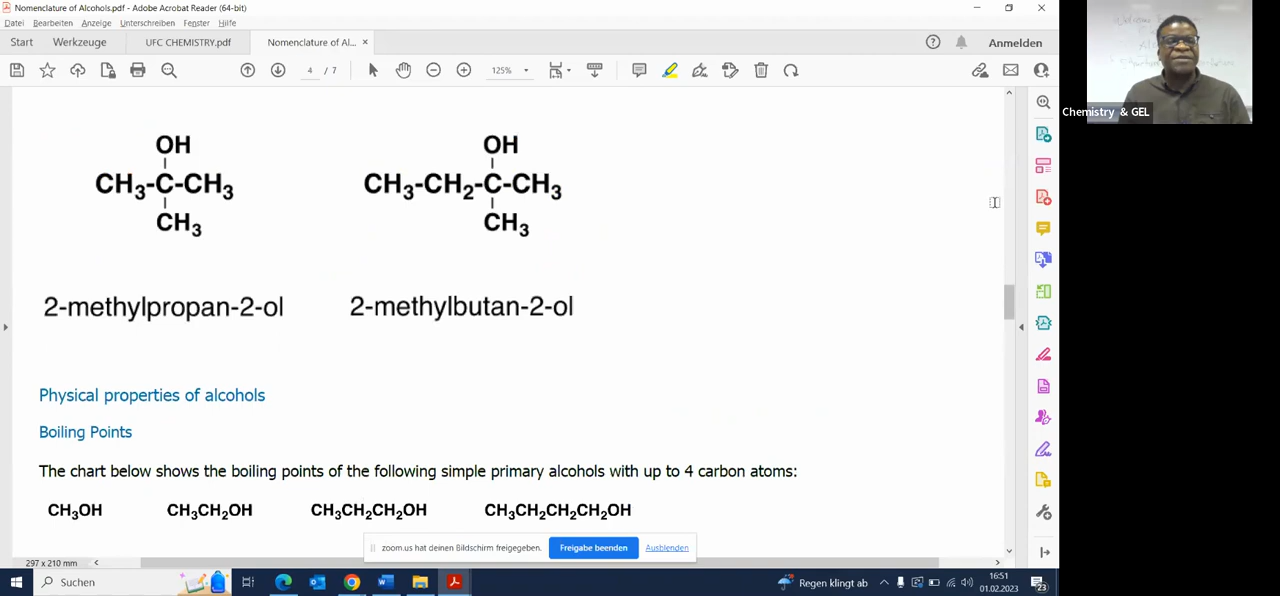 Nomenclature of Alcohols.pdf - Adobe Acrobat Reader (64-bit)
Datei Bearbeiten Anzeige Unterschreiben Fenster Hilfe
Start Werkzeuge UFC CHEMISTRY.pdf Nomenclature of Al... × Anmelden
4 / 7 125%
Chemistry & GEL
OH OH
CH3-C-CH3 CH3-CH2-C-CH3
CH3 CH3
2-methylpropan-2-ol 2-methylbutan-2-ol
Physical properties of alcohols
Boiling Points
The chart below shows the boiling points of the following simple primary alcohols with up to 4 carbon atoms:
CH3OH CH3CH2OH CH3CH2CH2OH CH3CH2CH2CH2OH
zoom.us hat deinen Bildschirm freigegeben. Freigabe beenden Ausblenden
297 x 210 mm
Suchen Regen klingt ab 16:51
01.02.2023 23